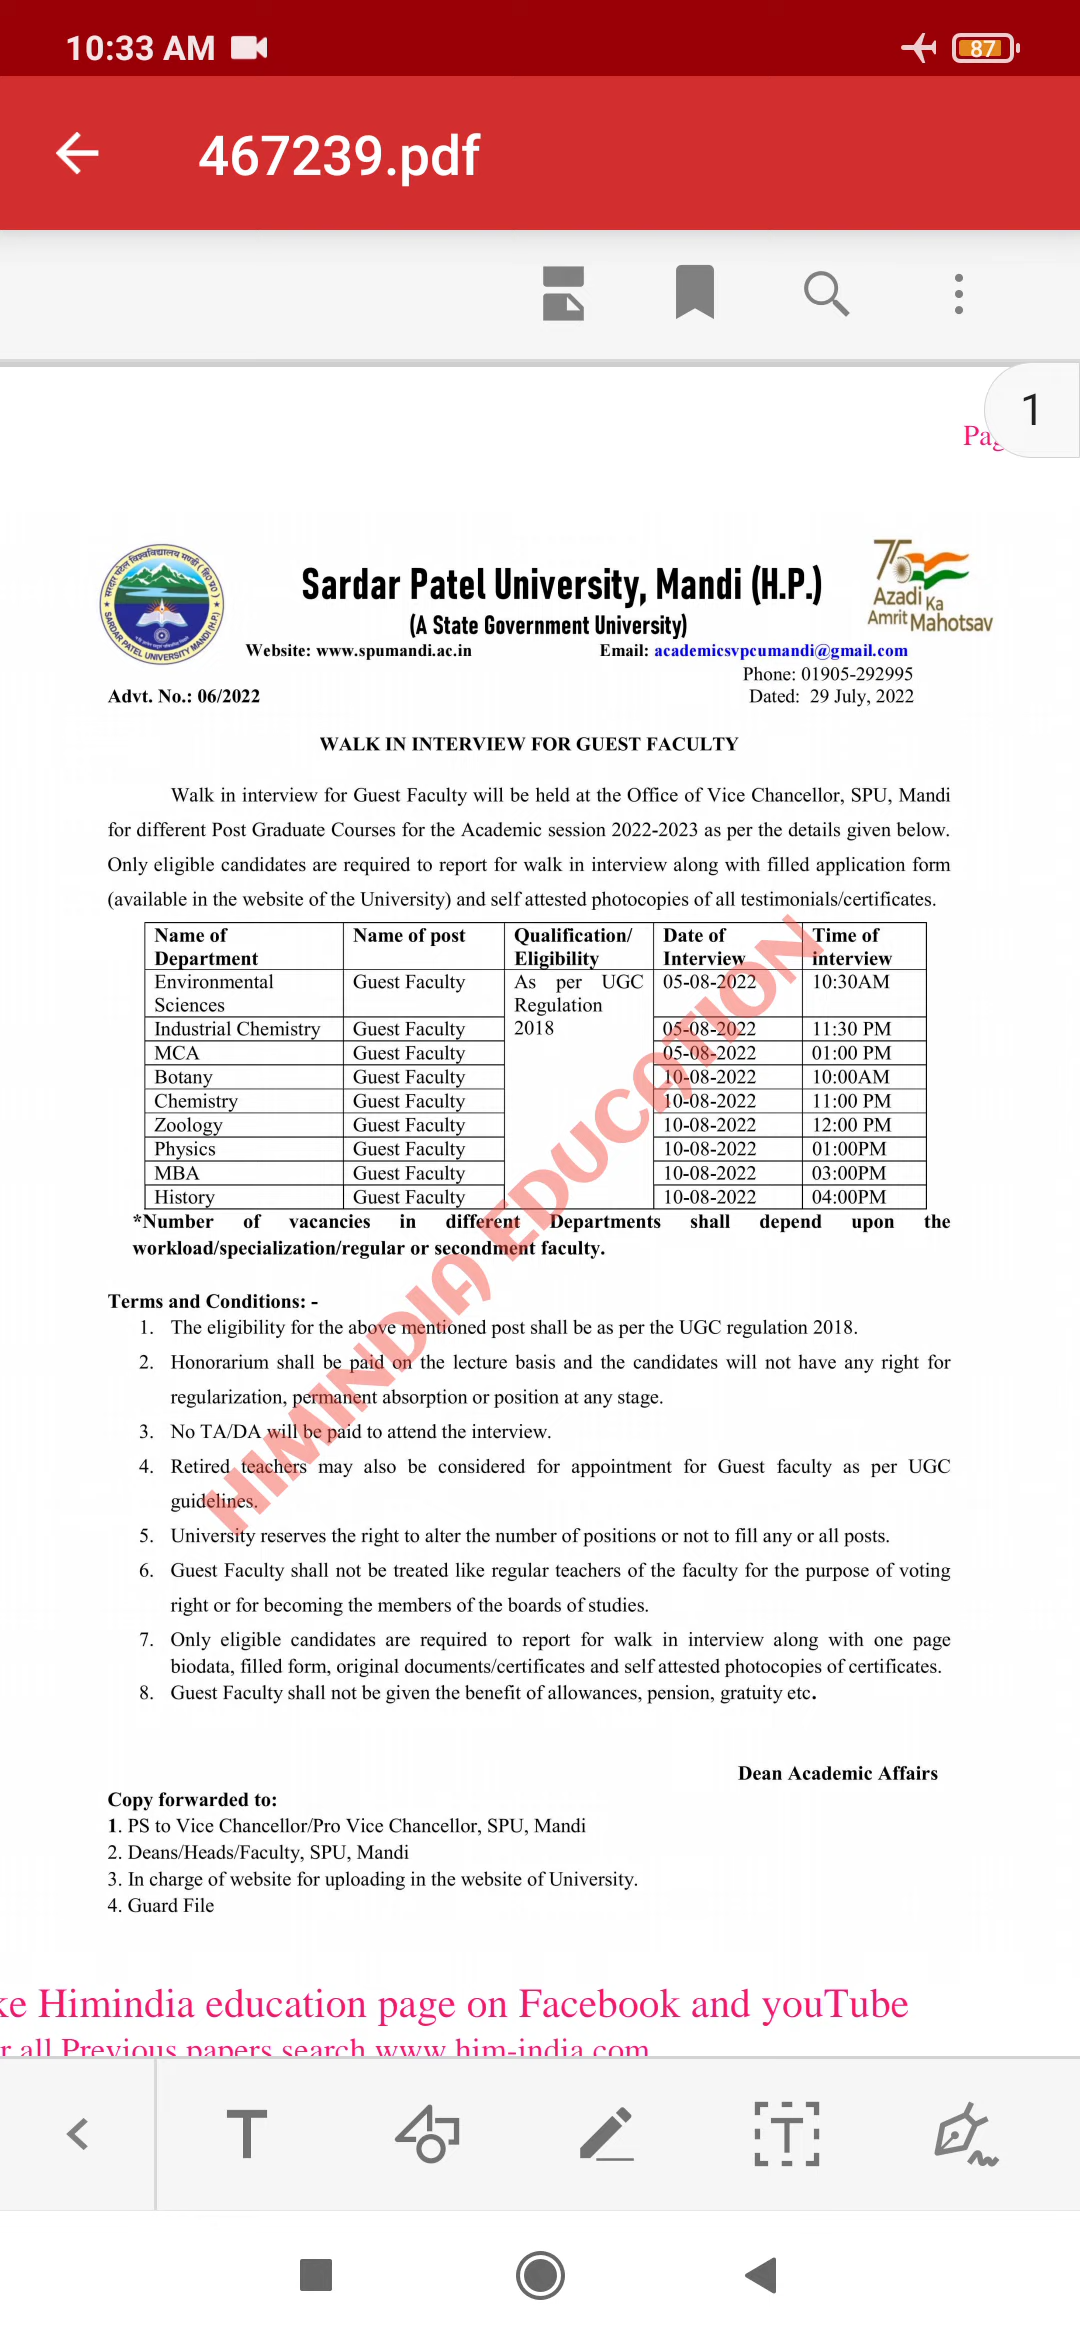 10:33 AM
87
467239.pdf
1
Sardar Patel University, Mandi (H.P.)
(A State Government University)
Azadi Ka
Amrit Mahotsav
Website: www.spumandi.ac.in Email: academicsvpcumandi@gmail.com
Phone: 01905-292995
Advt. No.: 06/2022 Dated: 29 July, 2022
WALK IN INTERVIEW FOR GUEST FACULTY
Walk in interview for Guest Faculty will be held at the Office of Vice Chancellor, SPU, Mandi
for different Post Graduate Courses for the Academic session 2022-2023 as per the details given below.
Only eligible candidates are required to report for walk in interview along with filled application form
(available in the website of the University) and self attested photocopies of all testimonials/certificates.
Name of Department Name of post Qualification/ Eligibility Date of Interview Time of interview
Environmental Sciences Guest Faculty As per UGC Regulation 2018 05-08-2022 10:30AM
Industrial Chemistry Guest Faculty 05-08-2022 11:30 PM
MCA Guest Faculty 05-08-2022 01:00 PM
Botany Guest Faculty 10-08-2022 10:00AM
Chemistry Guest Faculty 10-08-2022 11:00 PM
Zoology Guest Faculty 10-08-2022 12:00 PM
Physics Guest Faculty 10-08-2022 01:00PM
MBA Guest Faculty 10-08-2022 03:00PM
History Guest Faculty 10-08-2022 04:00PM
*Number of vacancies in different Departments shall depend upon the
workload/specialization/regular or secondment faculty.
HIMINDIA EDUCATION
Terms and Conditions: -
1. The eligibility for the above mentioned post shall be as per the UGC regulation 2018.
2. Honorarium shall be paid on the lecture basis and the candidates will not have any right for
regularization, permanent absorption or position at any stage.
3. No TA/DA will be paid to attend the interview.
4. Retired teachers may also be considered for appointment for Guest faculty as per UGC
guidelines.
5. University reserves the right to alter the number of positions or not to fill any or all posts.
6. Guest Faculty shall not be treated like regular teachers of the faculty for the purpose of voting
right or for becoming the members of the boards of studies.
7. Only eligible candidates are required to report for walk in interview along with one page
biodata, filled form, original documents/certificates and self attested photocopies of certificates.
8. Guest Faculty shall not be given the benefit of allowances, pension, gratuity etc.
Dean Academic Affairs
Copy forwarded to:
1. PS to Vice Chancellor/Pro Vice Chancellor, SPU, Mandi
2. Deans/Heads/Faculty, SPU, Mandi
3. In charge of website for uploading in the website of University.
4. Guard File
ke Himindia education page on Facebook and youTube
r all Previous papers search www.him-india.com